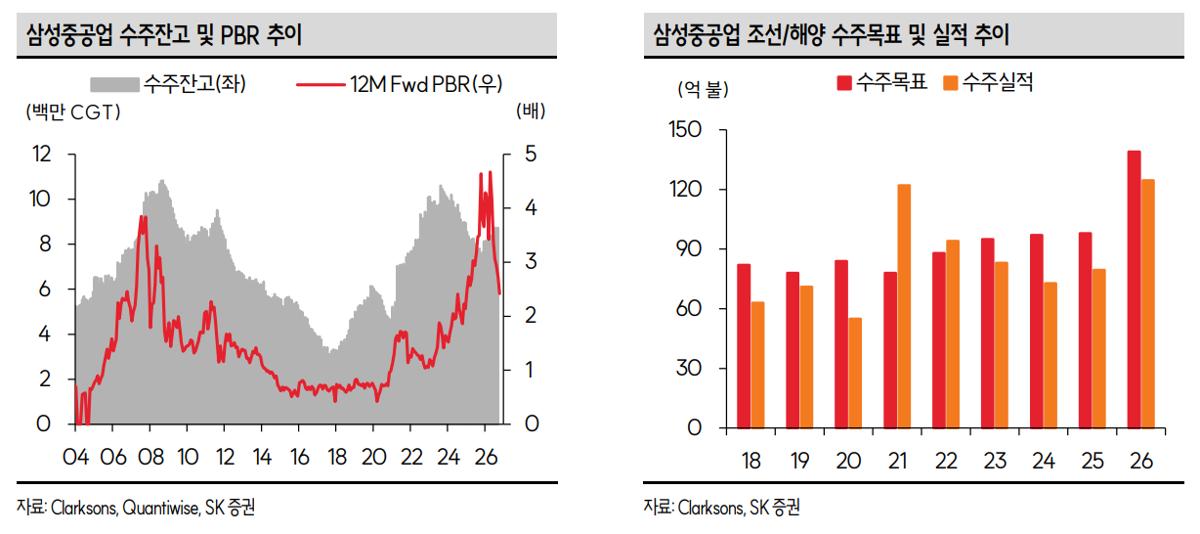 삼성중공업 수주잔고 및 PBR 추이
수주잔고(좌) 12M Fwd PBR(우)
(백만 CGT) (배)
12 5
10 4
8 3
6 2
4 1
2 0
0
04 06 08 10 12 14 16 18 20 22 24 26
자료: Clarksons, Quantiwise, SK 증권
삼성중공업 조선/해양 수주목표 및 실적 추이
(억 불) 수주목표 수주실적
150
120
90
60
30
0
18 19 20 21 22 23 24 25 26
자료: Clarksons, SK 증권